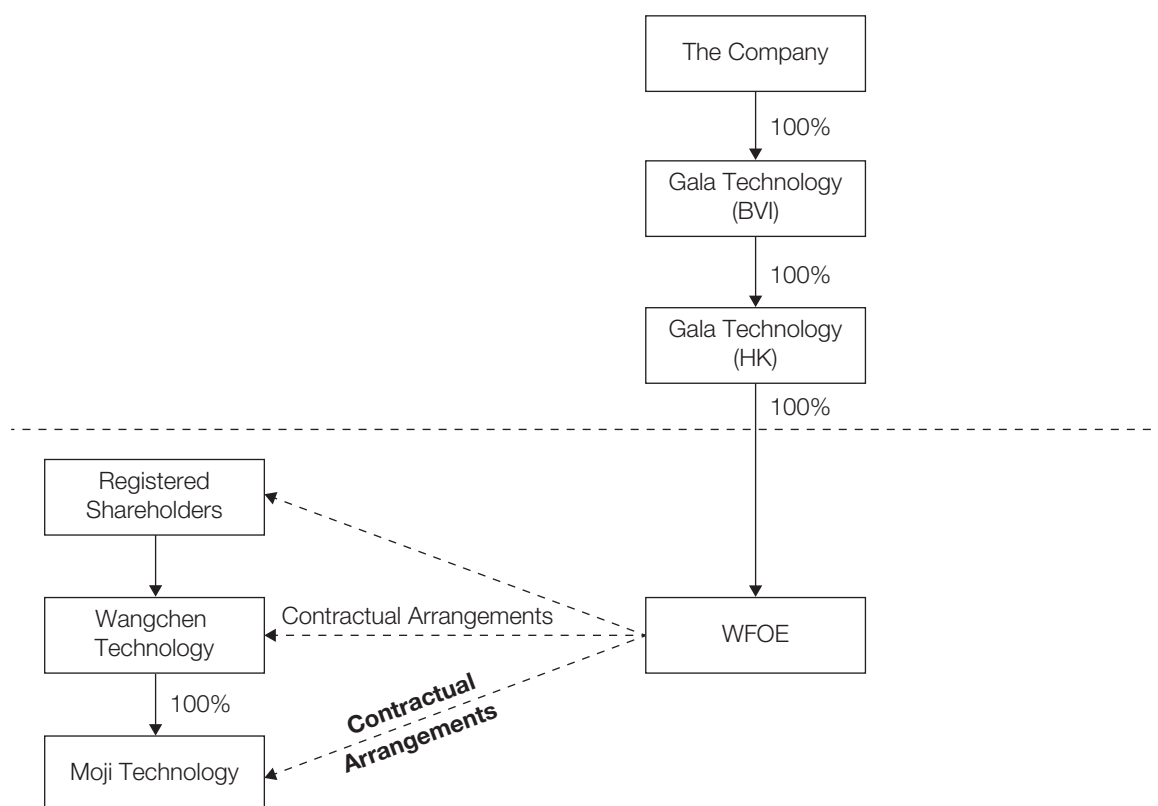 The Company
100%
Gala Technology
(BVI)
100%
Gala Technology
(HK)
100%
Registered
Shareholders
Wangchen
Technology
Contractual Arrangements
WFOE
100%
Contractual
Arrangements
Moji Technology